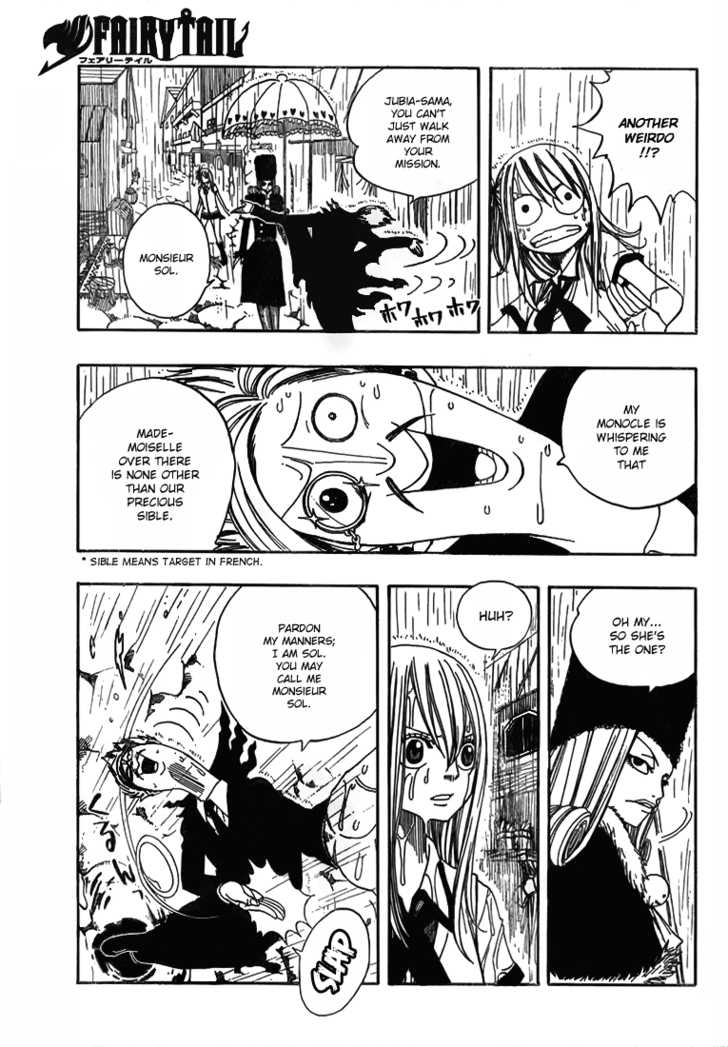 FAIRY TAIL
フェアリーテイル
ANOTHER
WEIRDO
!!?
JUBIA-SAMA,
YOU CAN'T
JUST WALK
AWAY FROM
YOUR
MISSION.
MONSIEUR
SOL.
ホワ ホワ ホワ
MY
MONOCLE IS
WHISPERING
TO ME
THAT
MADE-
MOISELLE
OVER THERE
IS NONE OTHER
THAN OUR
PRECIOUS
SIBLE.
* SIBLE MEANS TARGET IN FRENCH.
OH MY...
SO SHE'S
THE ONE?
HUH?
PARDON
MY MANNERS;
I AM SOL.
YOU MAY
CALL ME
MONSIEUR
SOL.
ぐるん
SLAP